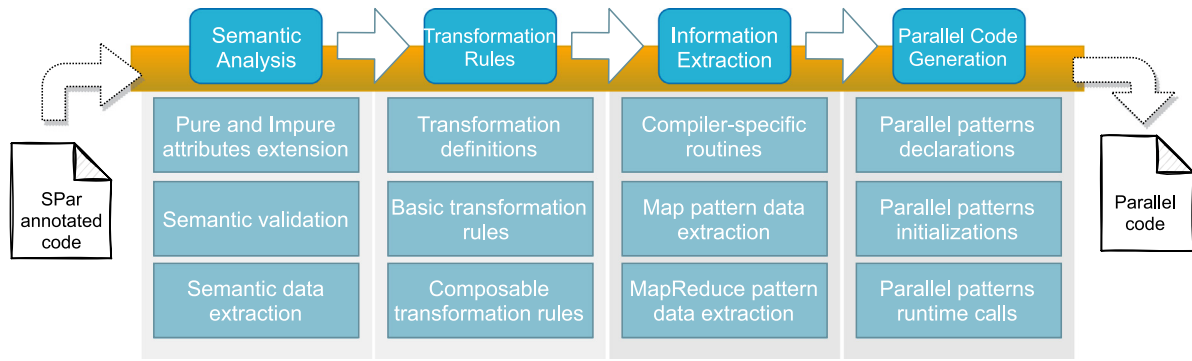 Semantic
Analysis
Transformation
Rules
Information
Extraction
Parallel Code
Generation
SPar
annotated
code
Pure and Impure
attributes extension
Semantic validation
Semantic data
extraction
Transformation
definitions
Basic transformation
rules
Composable
transformation rules
Compiler-specific
routines
Map pattern data
extraction
MapReduce pattern
data extraction
Parallel patterns
declarations
Parallel patterns
initializations
Parallel patterns
runtime calls
Parallel
code